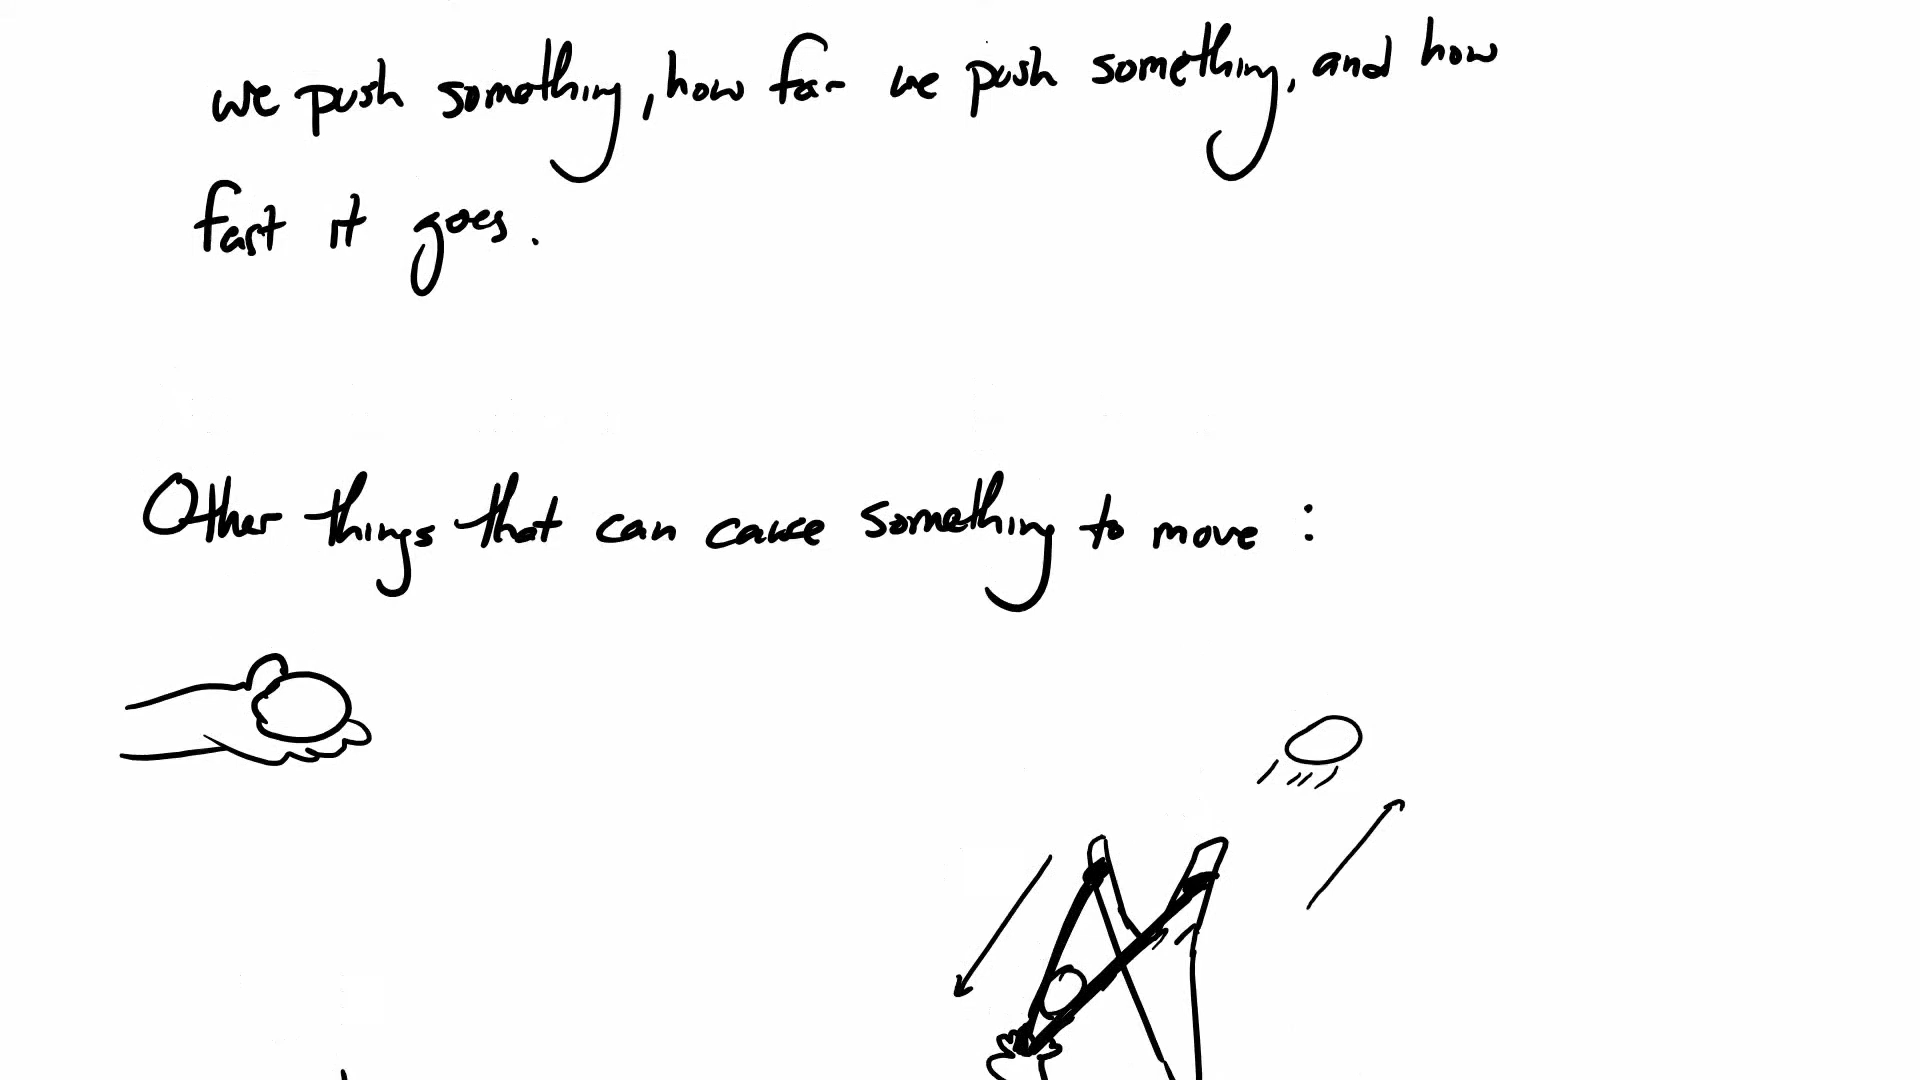 we push something, how far we push something, and how
fast it goes.
Other things that can cause something to move :